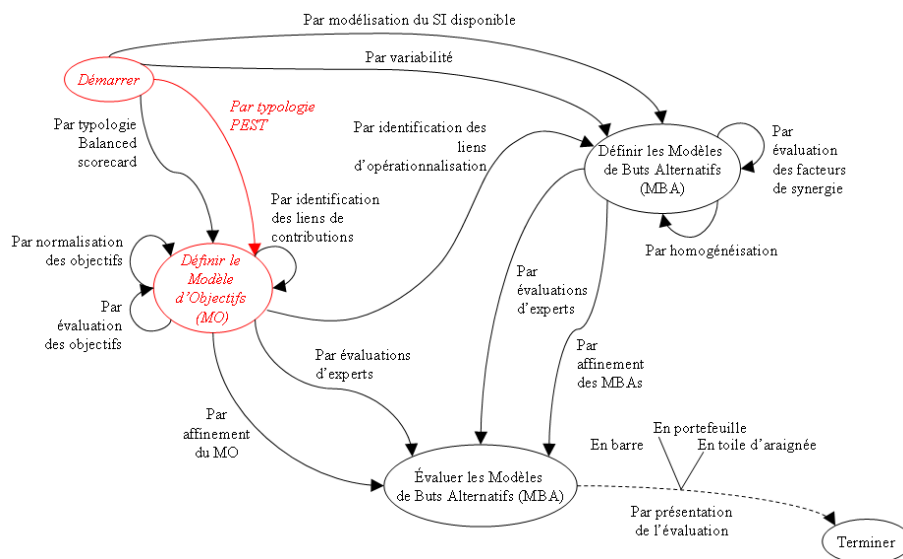 Par modélisation du SI disponible
Par variabilité
Démarrer
Par typologie
PEST
Par typologie
Balanced
scorecard
Par identification des
liens
d'opérationnalisation
Définir les Modèles
de Buts Alternatifs
(MBA)
Par
évaluation
des facteurs
de synergie
Par identification
des liens de
contributions
Par normalisation
des objectifs
Par homogénéisation
Définir le
Modèle
d'Objectifs
(MO)
Par
évaluations
d'experts
Par
évaluation
des objectifs
Par évaluations
d'experts
Par
affinement
des MBAs
Par
affinement
du MO
En portefeuille
En barre
En toile d'araignée
Évaluer les Modèles
de Buts Alternatifs (MBA)
Par présentation
de l'évaluation
Terminer